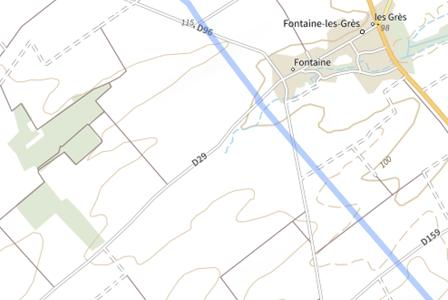 les Grès
Fontaine-les-Grès
98
115
D96
Fontaine
D29
100
D159